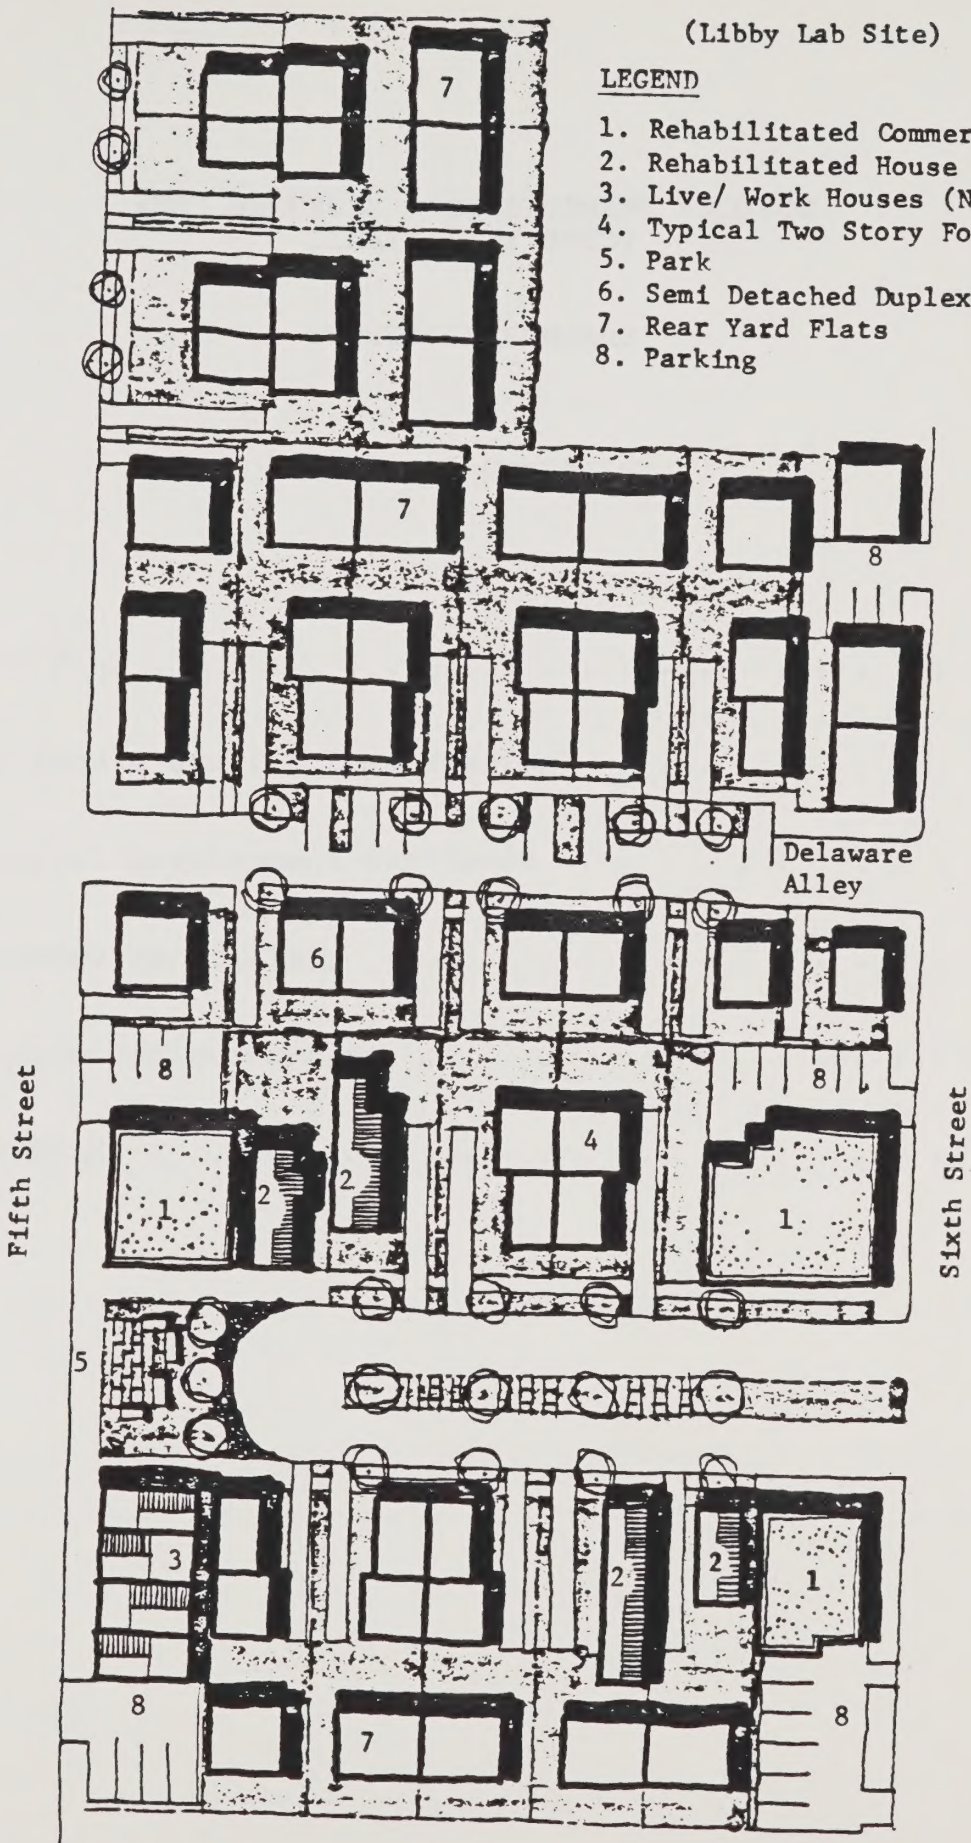 (Libby Lab Site)
LEGEND
1. Rehabilitated Commer
2. Rehabilitated House
3. Live/ Work Houses (N
4. Typical Two Story Fo
5. Park
6. Semi Detached Duplex
7. Rear Yard Flats
8. Parking
7
7
8
Delaware
Alley
6
8
8
Fifth Street
Sixth Street
1
2
2
4
1
5
3
2
2
1
8
7
8